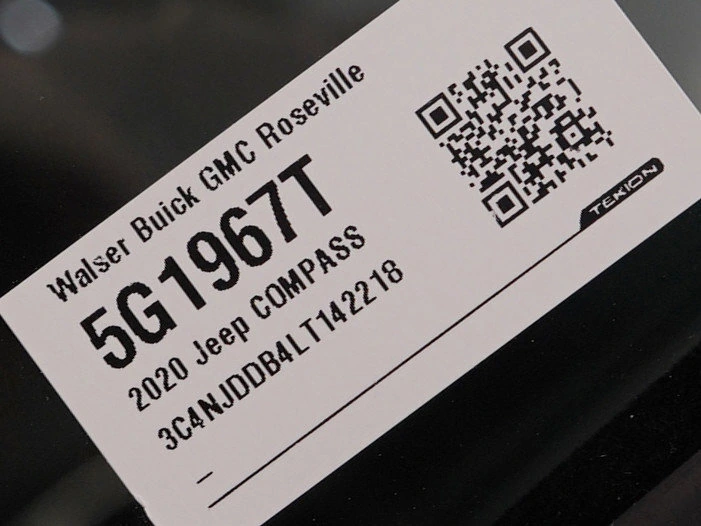 Walser Buick GMC Roseville
5G1967T
2020 Jeep COMPASS
3C4NJDDB4LT142218
TEKION